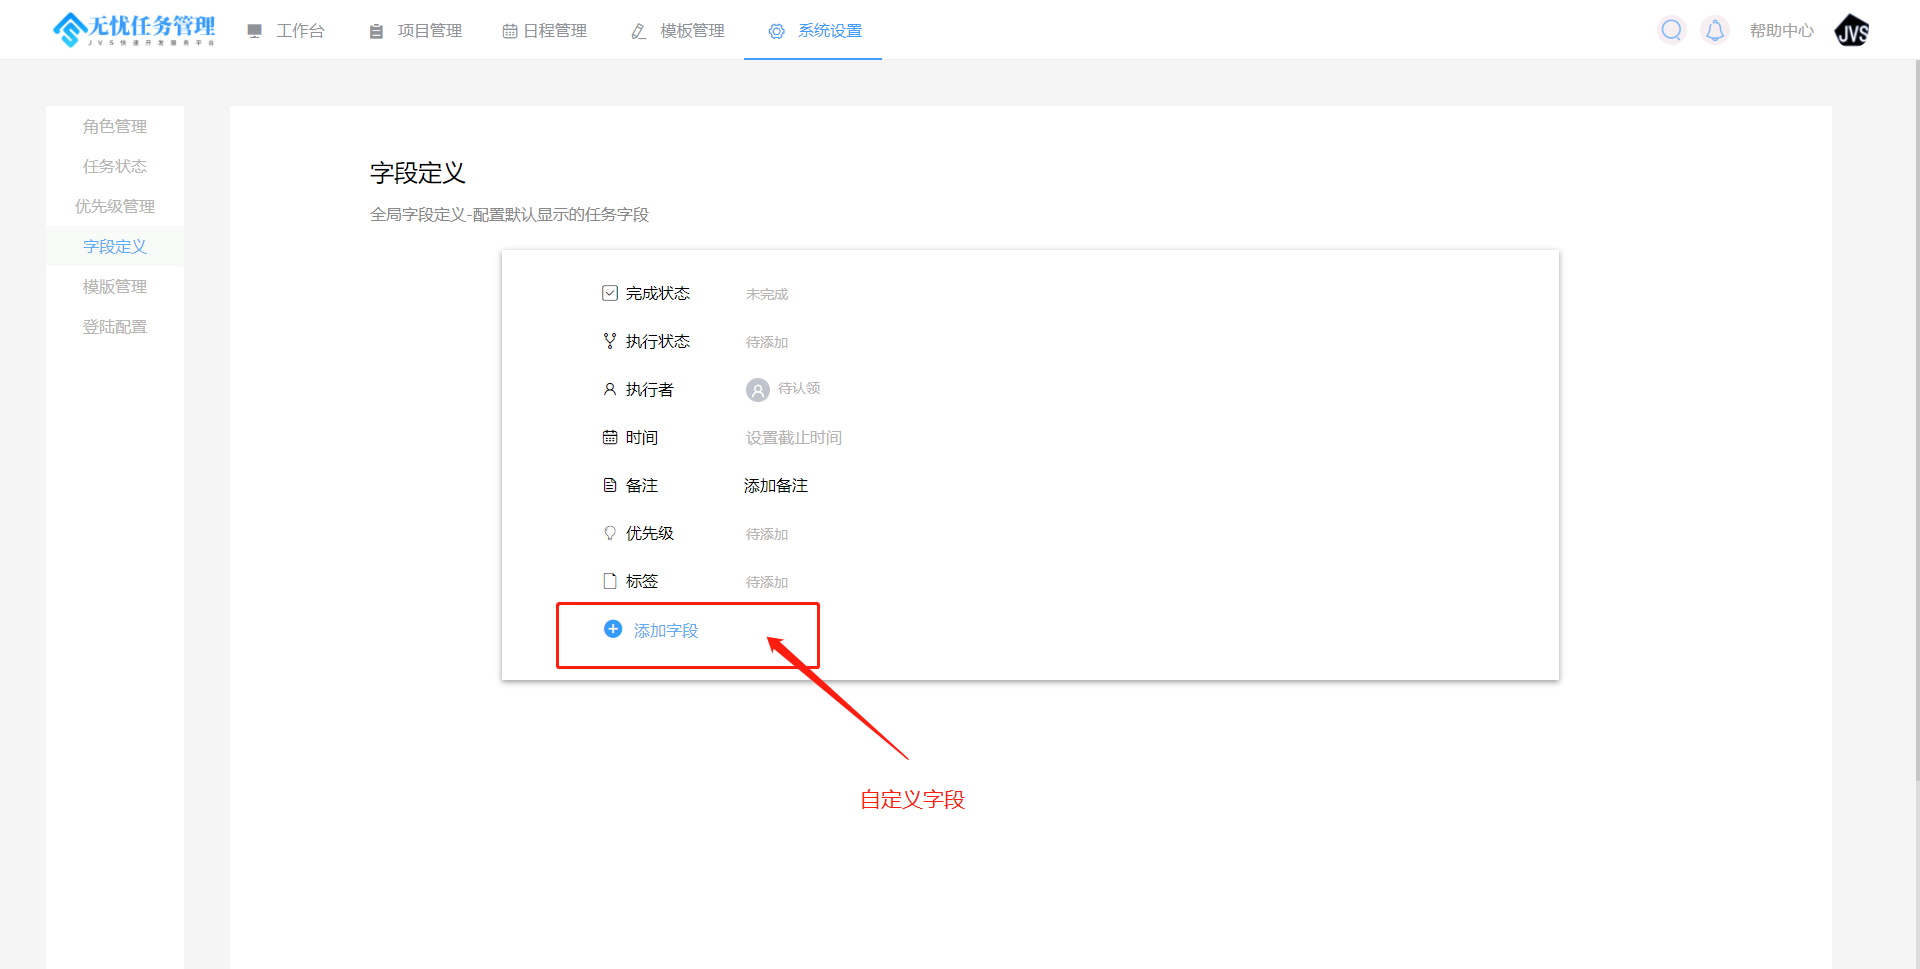 无忧任务管理
JVS快速开发服务平台
工作台
项目管理
日程管理
模板管理
系统设置
帮助中心
JVS
角色管理
任务状态
优先级管理
字段定义
模版管理
登陆配置
字段定义
全局字段定义-配置默认显示的任务字段
完成状态 未完成
执行状态 待添加
执行者 待认领
时间 设置截止时间
备注 添加备注
优先级 待添加
标签 待添加
添加字段
自定义字段